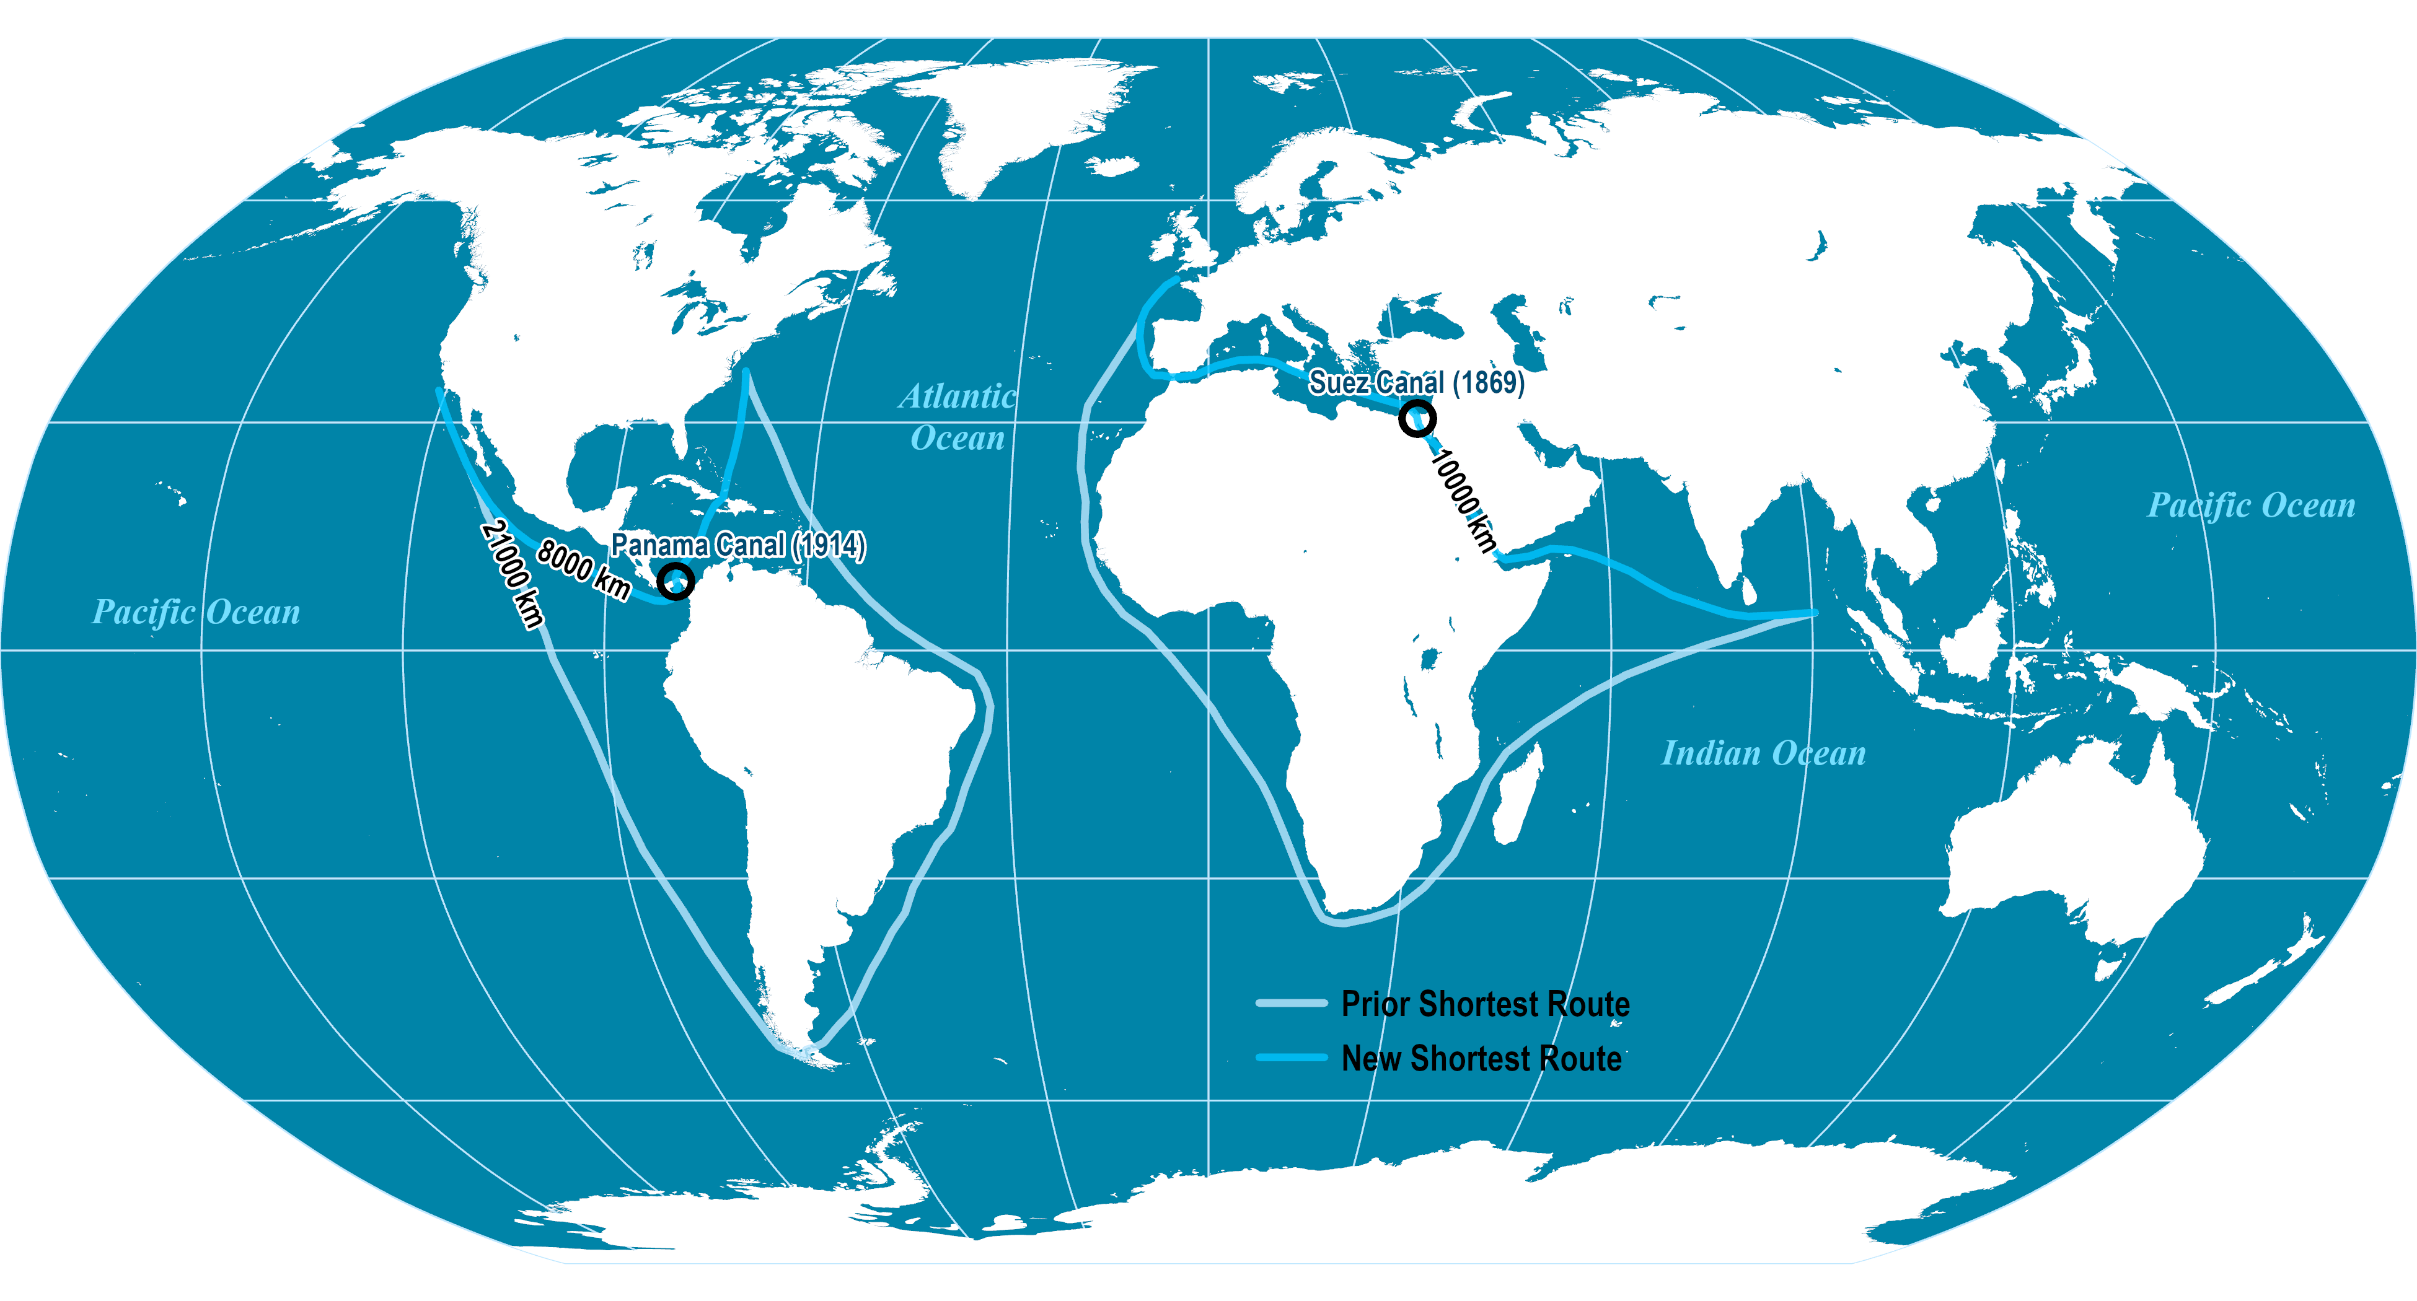 Atlantic
Ocean
Suez Canal (1869)
10000 km
Pacific Ocean
Panama Canal (1914)
8000 km
21000 km
Pacific Ocean
Indian Ocean
Prior Shortest Route
New Shortest Route